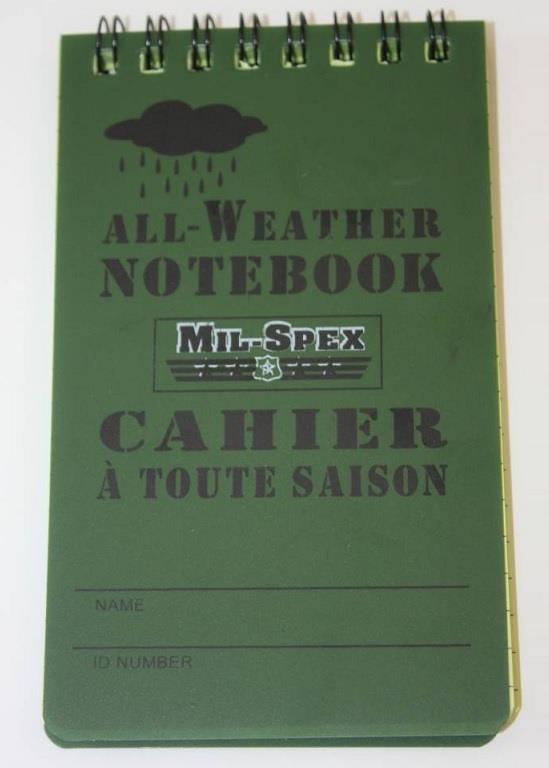 ALL-WEATHER
NOTEBOOK
MIL-SPEX
CAHIER
À TOUTE SAISON
NAME
ID NUMBER